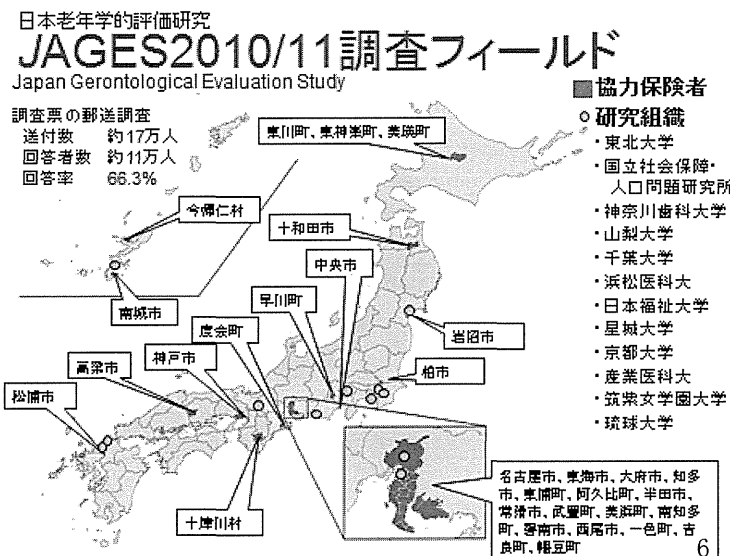 日本老年学的評価研究
JAGES2010/11調査フィールド
Japan Gerontological Evaluation Study
調査票の郵送調査
送付数 約17万人
回答者数 約11万人
回答率 66.3%
■協力保険者
○研究組織
・東北大学
・国立社会保障・
人口問題研究所
・神奈川歯科大学
・山梨大学
・千葉大学
・浜松医科大
・日本福祉大学
・星城大学
・京都大学
・産業医科大
・筑紫女学園大学
・琉球大学
東川町、東神楽町、美瑛町
今帰仁村
十和田市
中央市
南城市
早川町
度会町
岩沼市
神戸市
高梁市
柏市
松浦市
十津川村
名古屋市、東海市、大府市、知多
市、東浦町、阿久比町、半田市、
常滑市、武豊町、美浜町、南知多
町、碧南市、西尾市、一色町、吉
良町、幡豆町
6